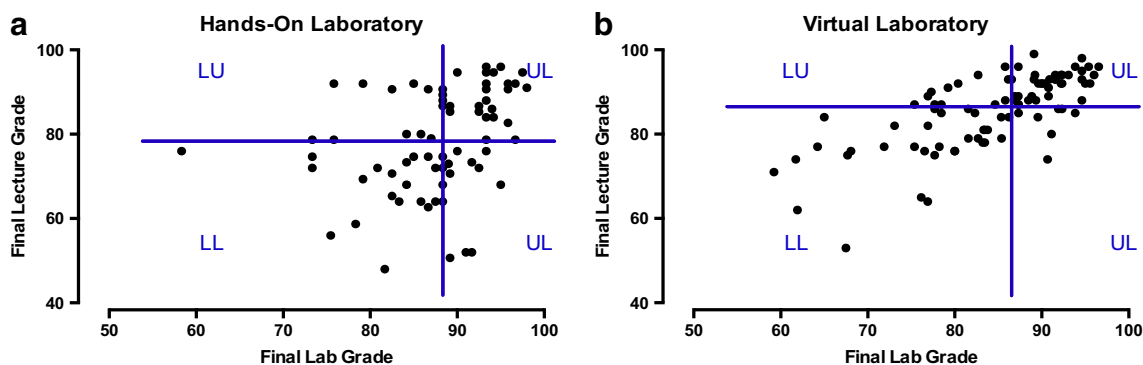 a
Hands-On Laboratory
100
80
60
40
Final Lecture Grade
LU
UL
LL
UL
50
60
70
80
90
100
Final Lab Grade
b
Virtual Laboratory
100
80
60
40
Final Lecture Grade
LU
UL
LL
UL
50
60
70
80
90
100
Final Lab Grade